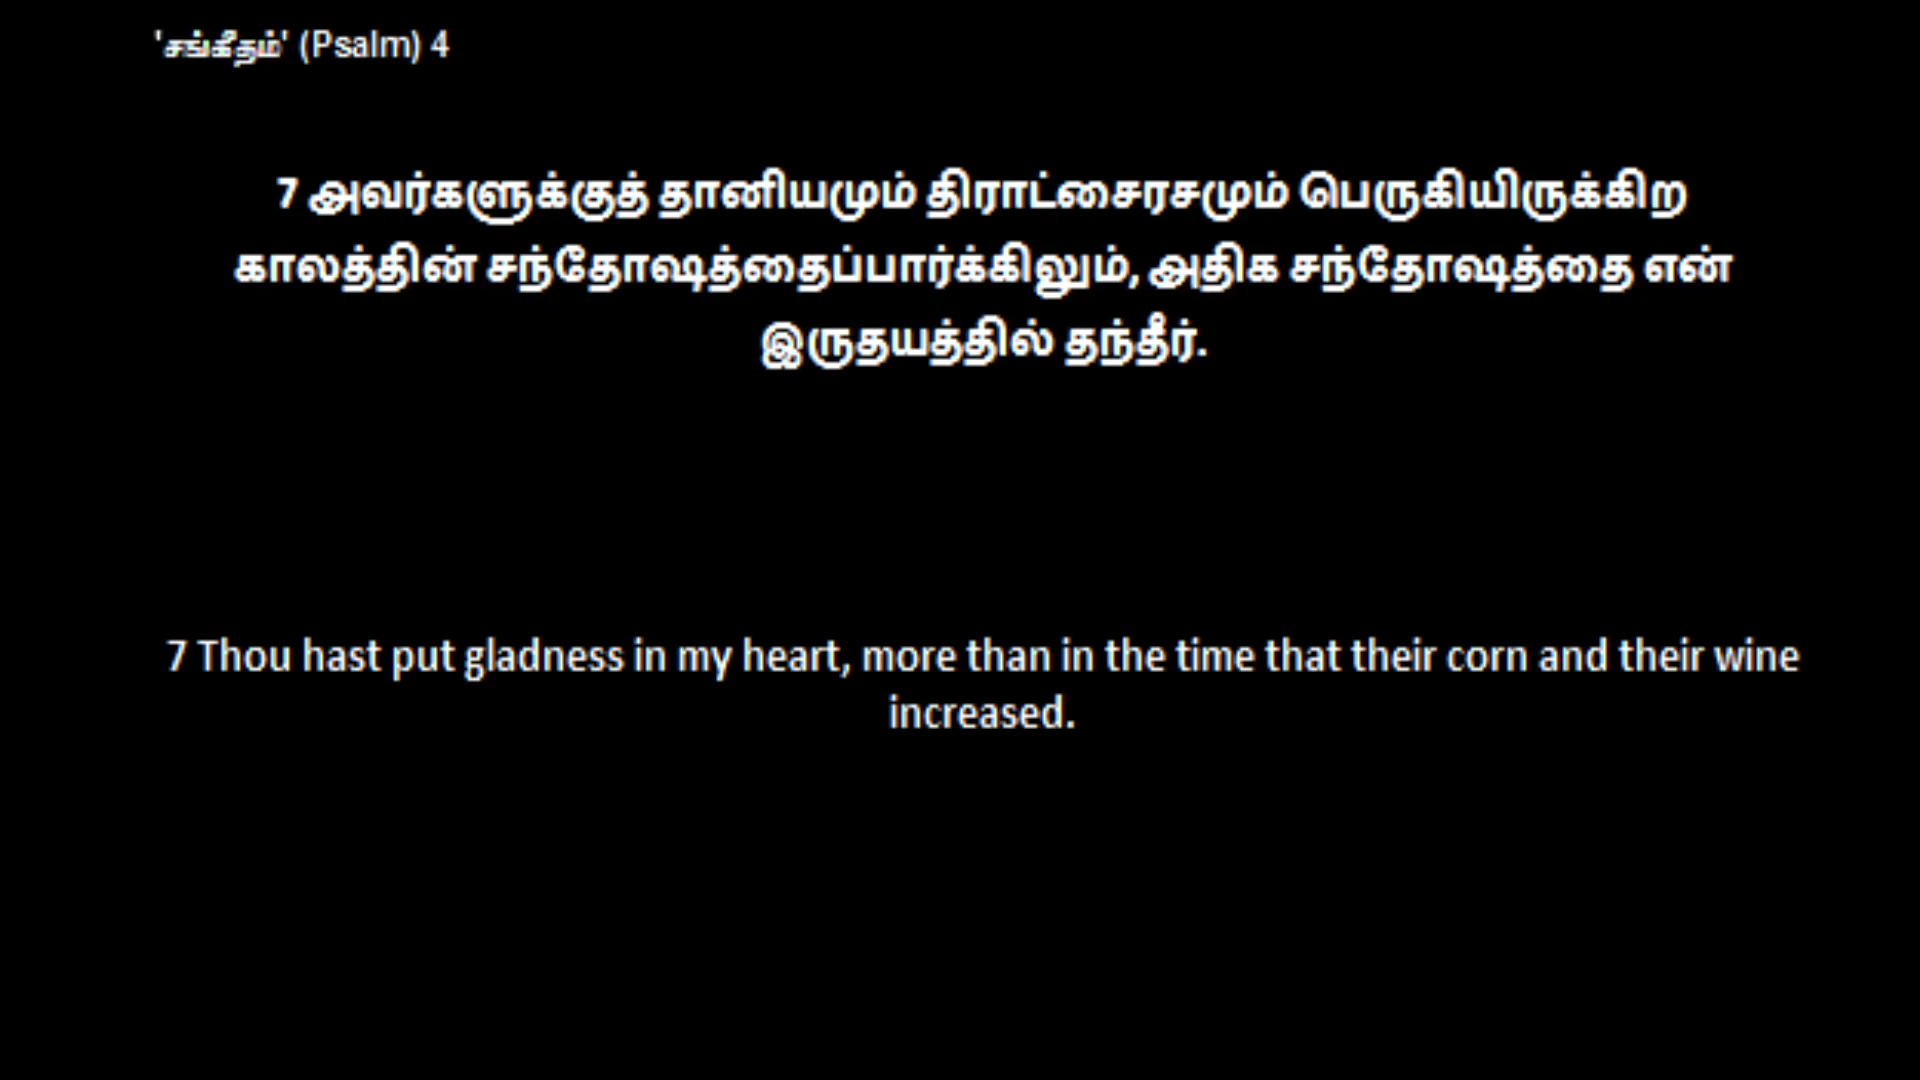 'சங்கீதம்' (Psalm) 4
7 அவர்களுக்குத் தானியமும் திராட்சைரசமும் பெருகியிருக்கிற
காலத்தின் சந்தோஷத்தைப்பார்க்கிலும், அதிக சந்தோஷத்தை என்
இருதயத்தில் தந்தீர்.
7 Thou hast put gladness in my heart, more than in the time that their corn and their wine
increased.